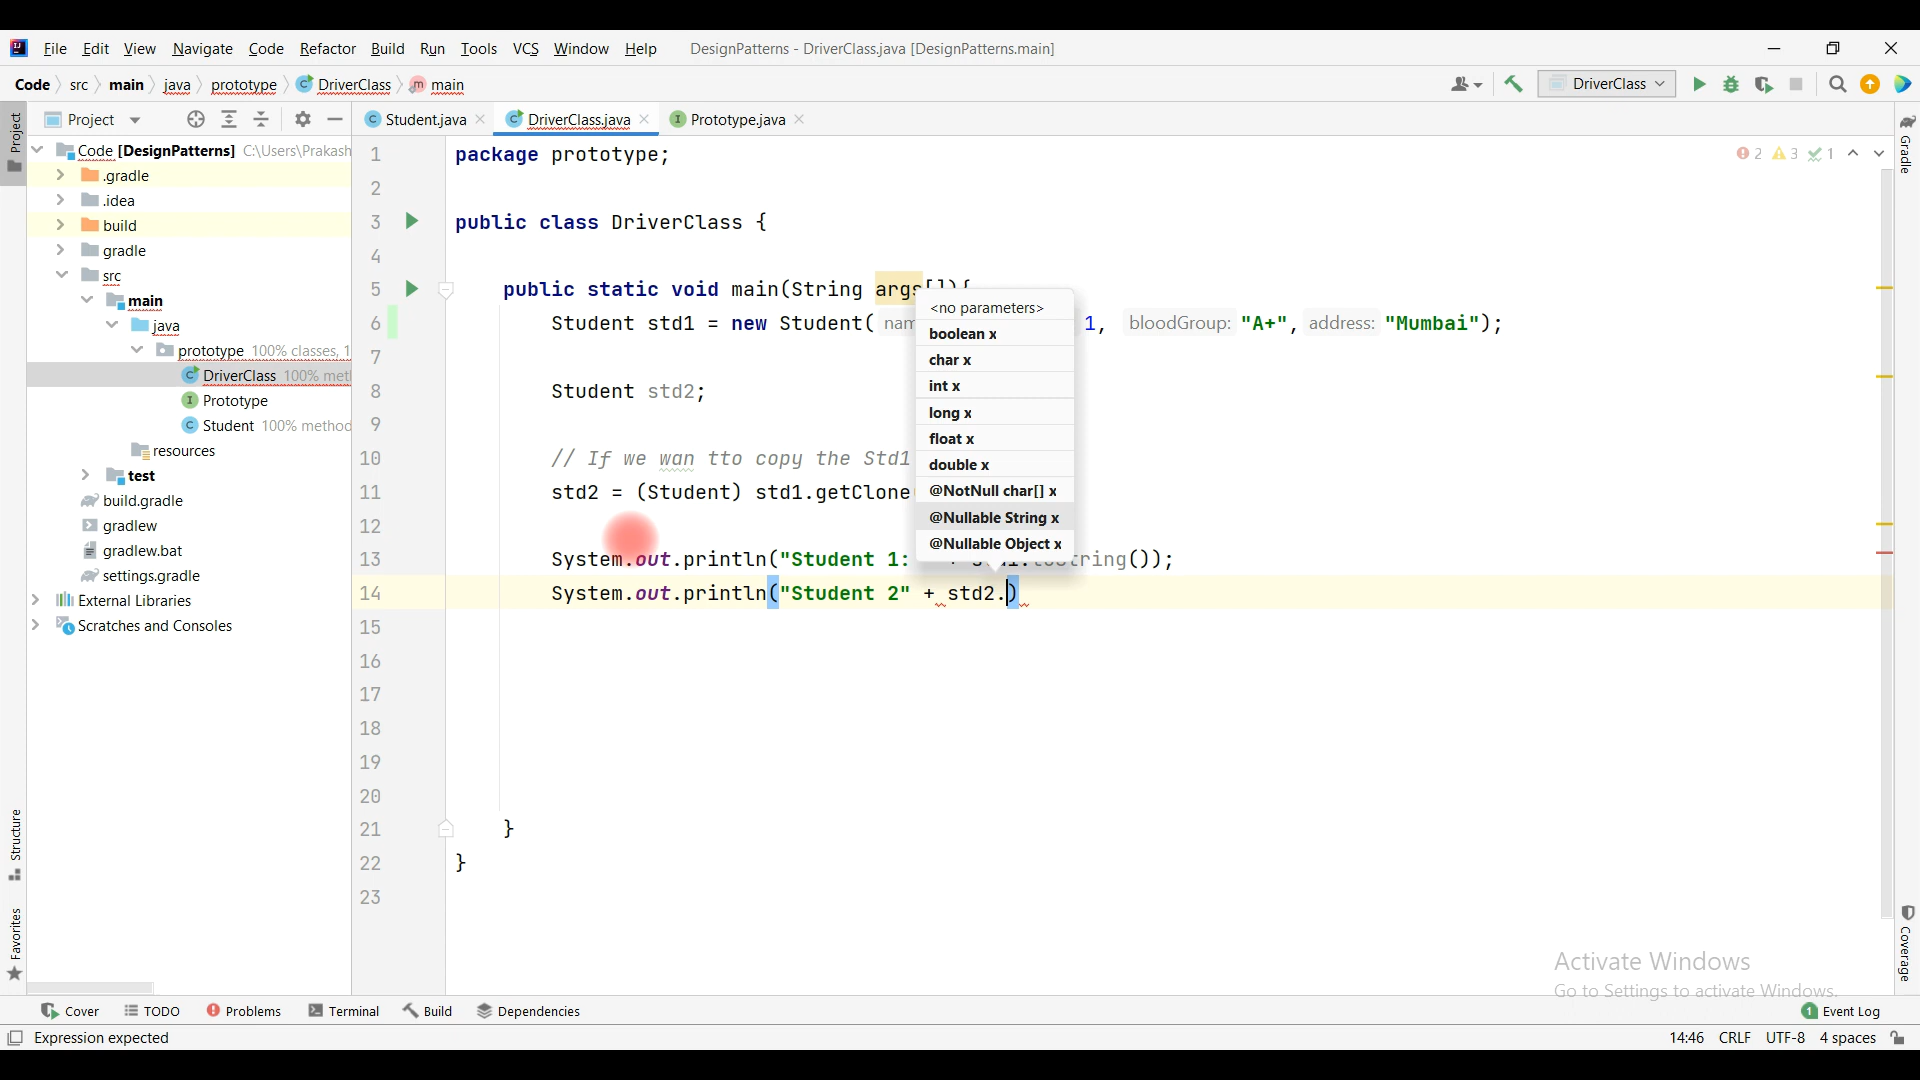 File Edit View Navigate Code Refactor Build Run Tools VCS Window Help DesignPatterns - DriverClass.java [DesignPatterns.main]
Code src main java prototype DriverClass main DriverClass
Project Student.java DriverClass.java Prototype.java
Project
Gradle
Structure
Favorites
Coverage
Code [DesignPatterns] C:\Users\Prakash
.gradle
.idea
build
gradle
src
main
java
prototype 100% classes, 1
DriverClass 100%
Prototype
Student 100% method
resources
test
build.gradle
gradlew
gradlew.bat
settings.gradle
External Libraries
Scratches and Consoles
2 3 1
1 package prototype;
2
3 public class DriverClass {
4
5 public static void main(String args[]){
6 Student std1 = new Student( 1, bloodGroup: "A+", address: "Mumbai");
7
8 Student std2;
9
10 // If we wan tto copy the Std1
11 std2 = (Student) std1.getClone
12
13 System.out.println("Student 1:
14 System.out.println("Student 2" + std2.)
15
16
17
18
19
20
21 }
22 }
23
<no parameters>
boolean x
char x
int x
long x
float x
double x
@NotNull char[] x
@Nullable String x
@Nullable Object x
Activate Windows
Go to Settings to activate Windows.
Cover TODO Problems Terminal Build Dependencies 1 Event Log
Expression expected 14:46 CRLF UTF-8 4 spaces